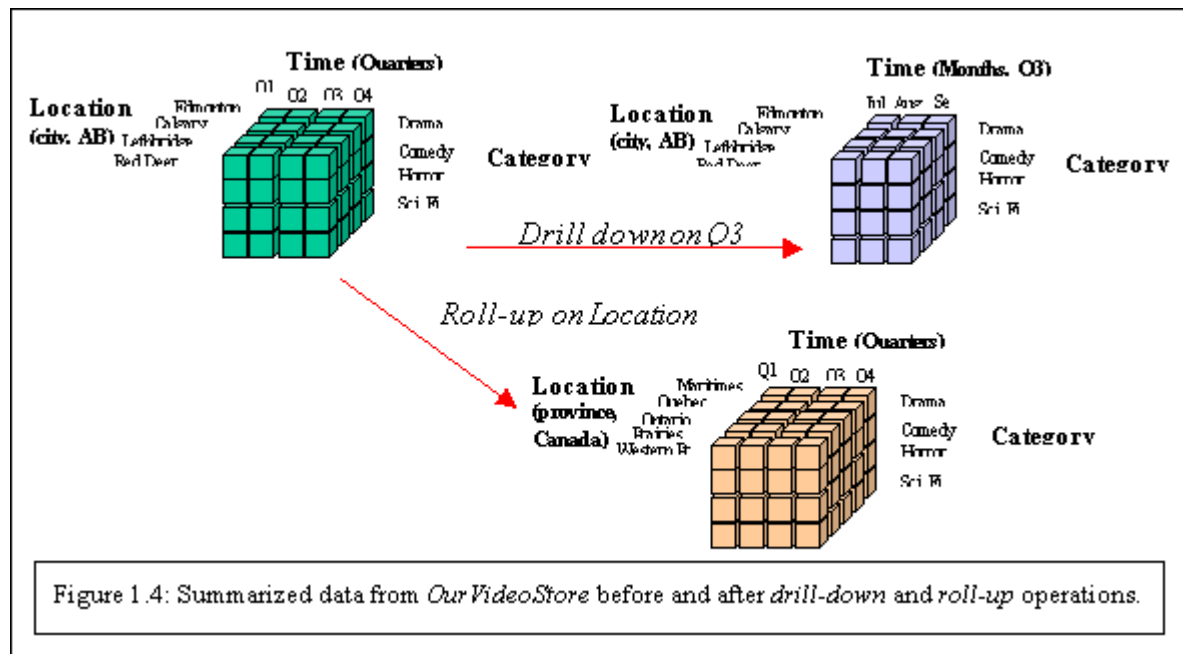 Time (Quarters)
Q1 Q2 Q3 Q4
Location
(city, AB)
Edmonton
Calgary
Lethbridge
Red Deer
Drama
Comedy
Horror
Sci Fi
Category
Time (Months, Q3)
Jul Aug Se
Location
(city, AB)
Edmonton
Calgary
Lethbridge
Red Deer
Drama
Comedy
Horror
Sci Fi
Category
Drill down on Q3
Roll-up on Location
Time (Quarters)
Q1 Q2 Q3 Q4
Location
(province,
Canada)
Maritimes
Quebec
Ontario
Prairies
Western Pr
Drama
Comedy
Horror
Sci Fi
Category
Figure 1.4: Summarized data from OurVideoStore before and after drill-down and roll-up operations.